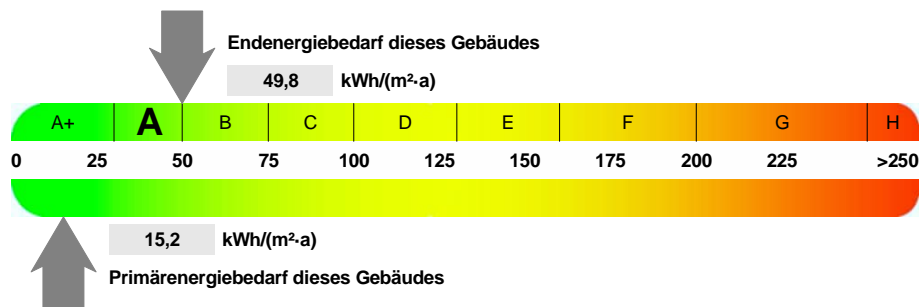 Endenergiebedarf dieses Gebäudes
49,8 kWh/(m²·a)
A+ A B C D E F G H
0 25 50 75 100 125 150 175 200 225 >250
15,2 kWh/(m²·a)
Primärenergiebedarf dieses Gebäudes